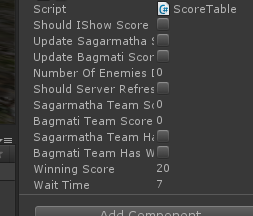 Script ScoreTable
Should IShow Score
Update Sagarmatha S
Update Bagmati Scor
Number Of Enemies D 0
Should Server Refres
Sagarmatha Team Sc 0
Bagmati Team Score 0
Sagarmatha Team Ha
Bagmati Team Has W
Winning Score 20
Wait Time 7
Add Component